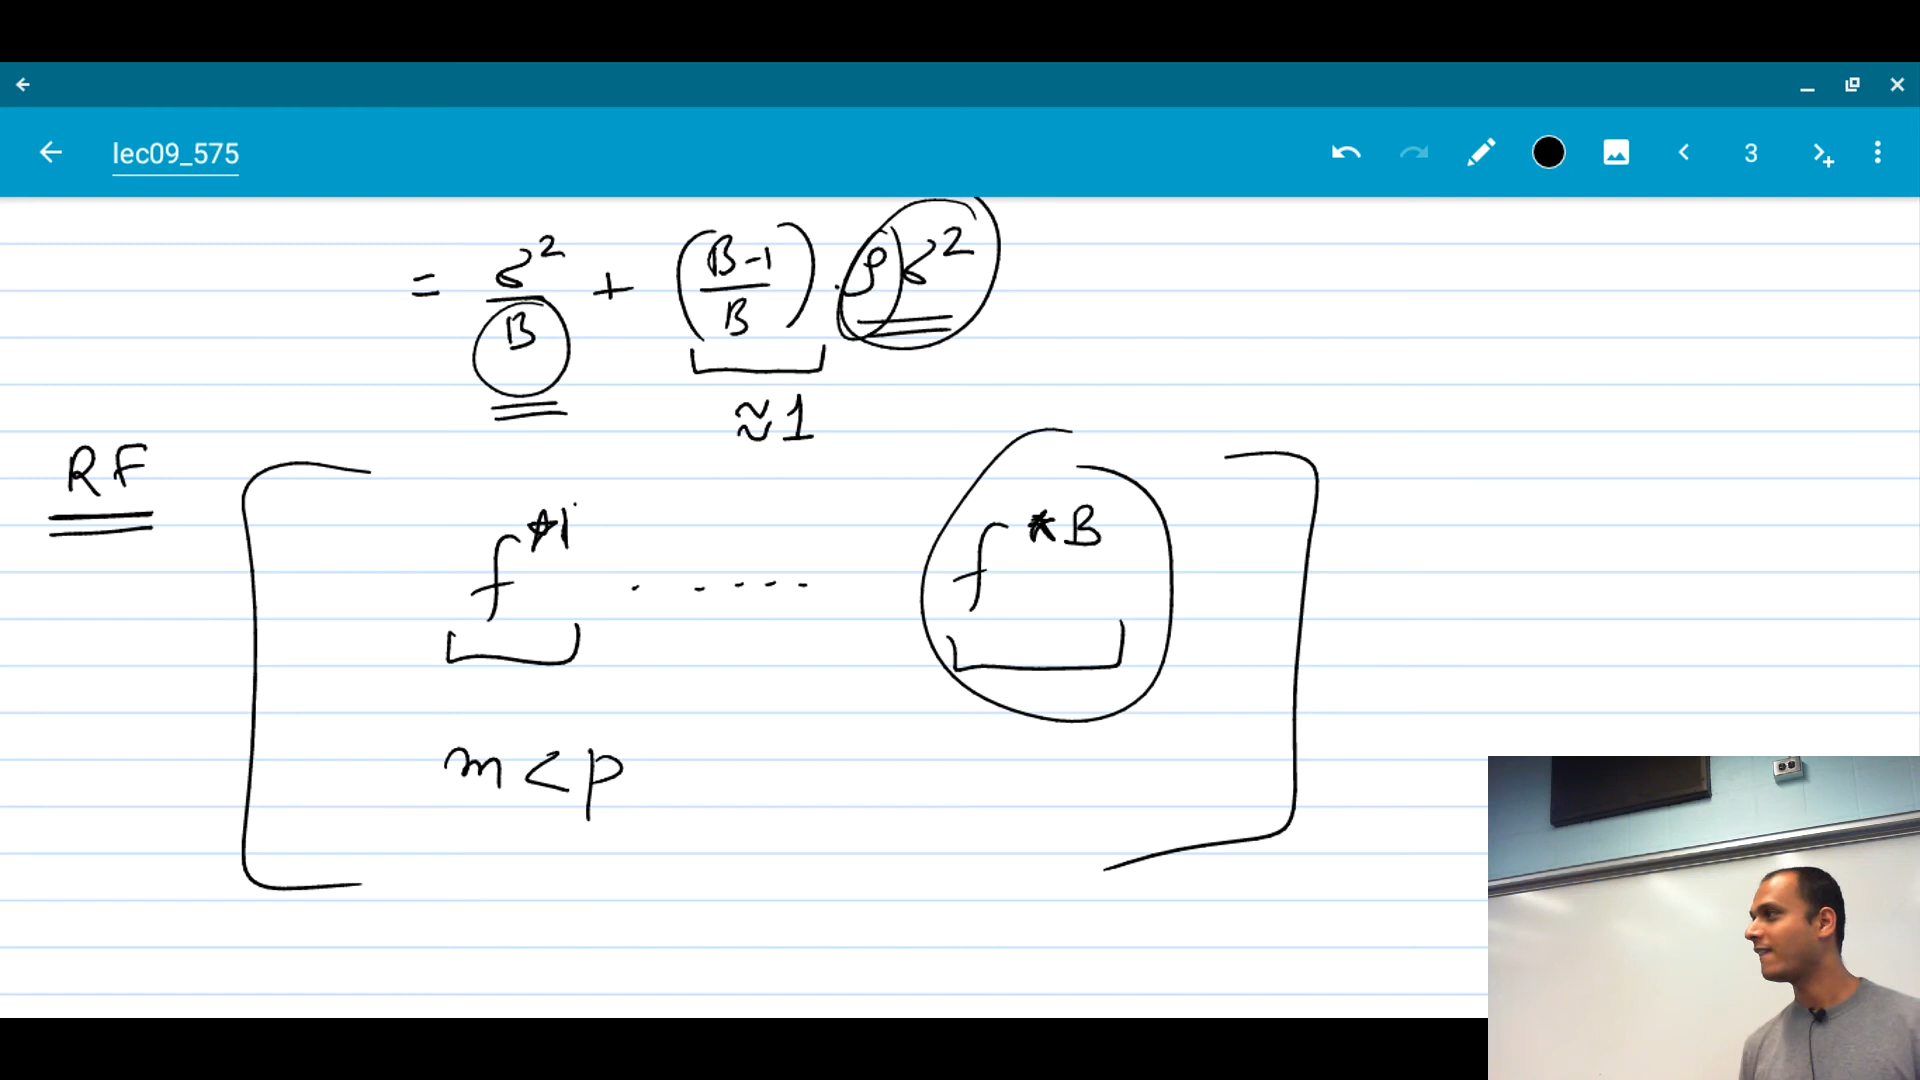 lec09_575
3
= σ²/B + ((B-1)/B) · ρσ²
≈ 1
RF
f*1 . . . . . . f*B
m < p